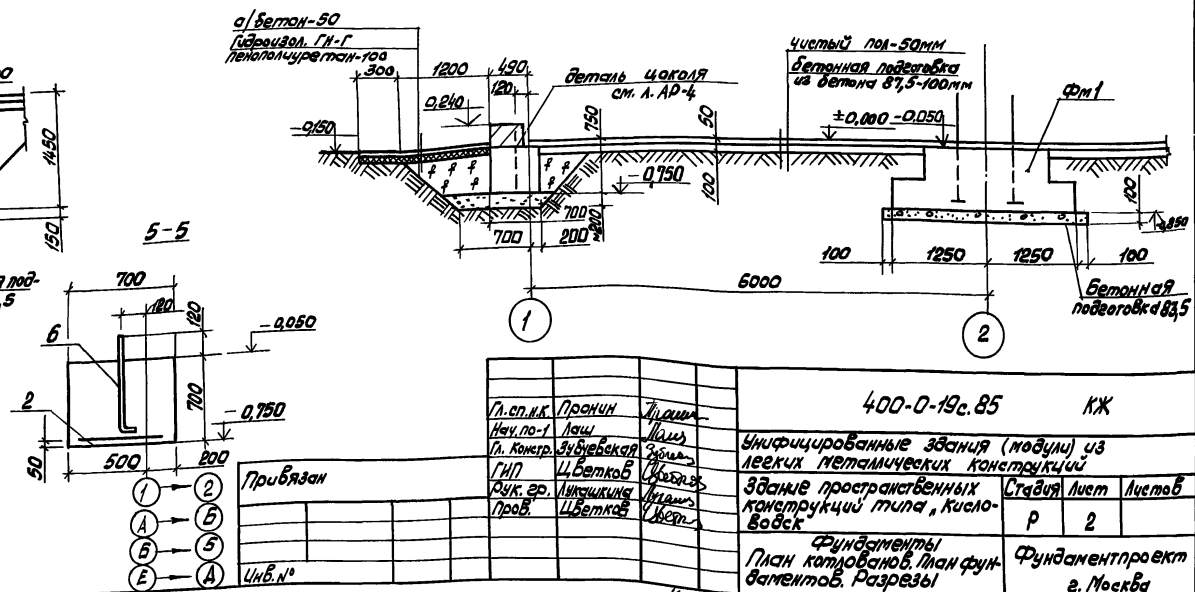 а/бетон-50
Гидроизол. ГИ-Г
пенополиуретан-100
300
1200
490
120
деталь цоколя
см. л. АР-4
0,240
-0,150
750
50
100
-0,750
700
700
200
чистый пол-50мм
бетонная подготовка
из бетона В7,5-100мм
±0,000
-0,050
Фм1
100
100
1250
1250
100
Бетонная
подготовка В3,5
6000
1
2
1450
150
5-5
700
120
120
6
-0,050
700
2
-0,750
50
500
200
1 2
А Б
Б 5
Е Д
Привязан
Инв. №
Гл.сп.н.к. Пронин
Нач.по-1 Лаш
Гл. констр. Зубчевская
ГИП Цветков
Рук. гр. Лукашкина
Пров. Цветков
400-0-19с.85 КЖ
Унифицированные здания (модули) из
легких металлических конструкций
Здание пространственных
конструкций типа „Кисло-
водск
Стадия Лист Листов
Р 2
Фундаменты
План котлованов. План фун-
даментов. Разрезы
Фундаментпроект
г. Москва